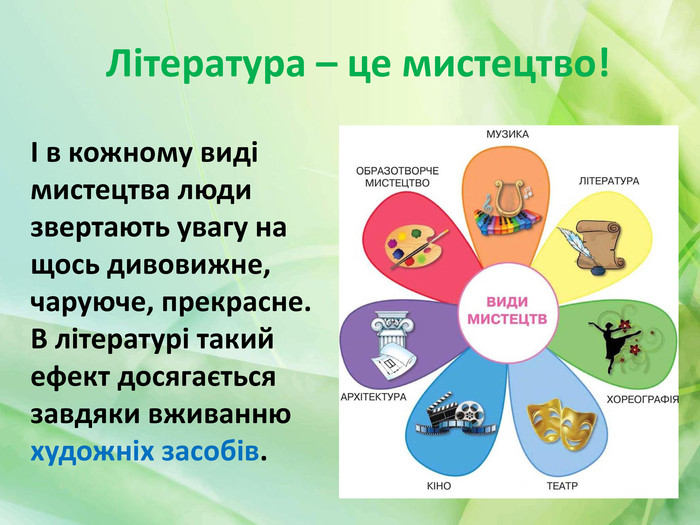 Література – це мистецтво!
І в кожному виді
мистецтва люди
звертають увагу на
щось дивовижне,
чаруюче, прекрасне.
В літературі такий
ефект досягається
завдяки вживанню
художніх засобів.
МУЗИКА
ОБРАЗОТВОРЧЕ
МИСТЕЦТВО
ЛІТЕРАТУРА
ВИДИ
МИСТЕЦТВ
АРХІТЕКТУРА
ХОРЕОГРАФІЯ
КІНО
ТЕАТР